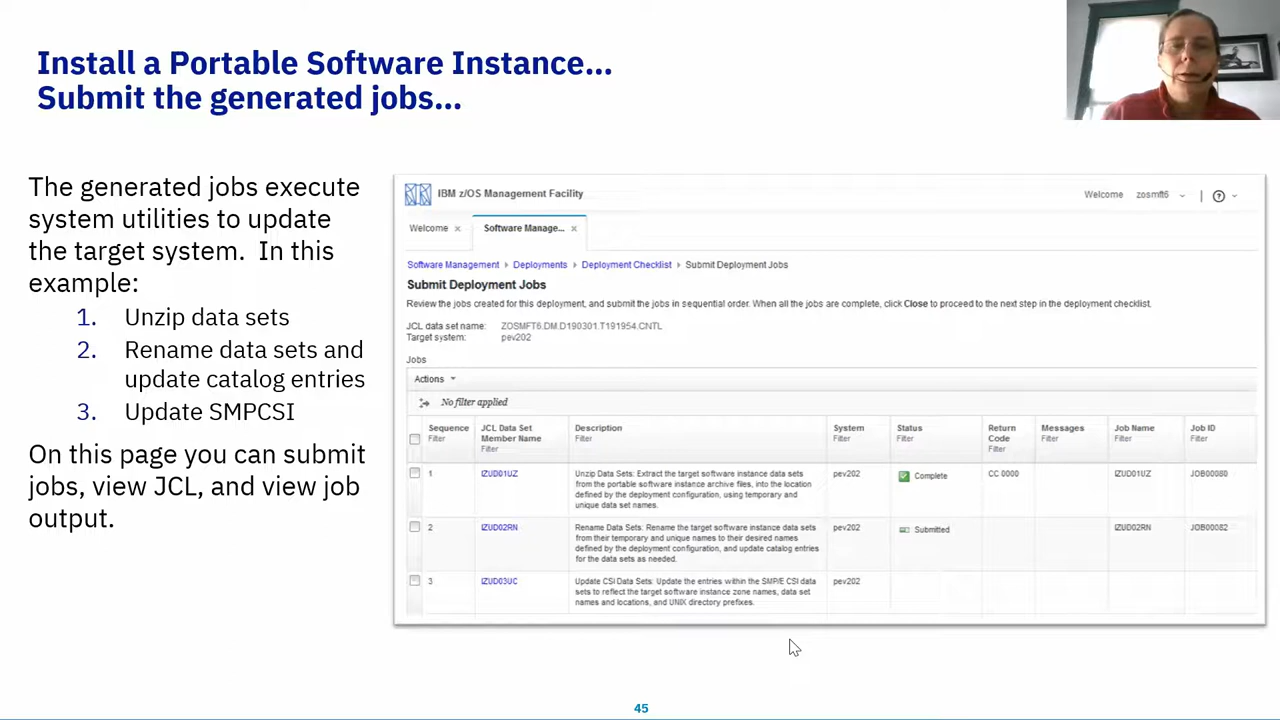 Install a Portable Software Instance...
Submit the generated jobs...
The generated jobs execute
system utilities to update
the target system.  In this
example:
1. Unzip data sets
2. Rename data sets and
update catalog entries
3. Update SMPCSI
On this page you can submit
jobs, view JCL, and view job
output.
IBM z/OS Management Facility
Welcome zosmft6
Welcome × Software Manage... ×
Software Management Deployments Deployment Checklist Submit Deployment Jobs
Submit Deployment Jobs
Review the jobs created for this deployment, and submit the jobs in sequential order. When all the jobs are complete, click Close to proceed to the next step in the deployment checklist.
JCL data set name: ZOSMFT6.DM.D190301.T191954.CNTL
Target system: pev202
Jobs
Actions
No filter applied
Sequence JCL Data Set Description System Status Return Messages Job Name Job ID
Filter Member Name Filter Filter Filter Code Filter Filter Filter
Filter Filter
1 IZUD01UZ Unzip Data Sets: Extract the target software instance data sets pev202 Complete CC 0000 IZUD01UZ JOB00080
from the portable software instance archive files, into the location
defined by the deployment configuration, using temporary and
unique data set names.
2 IZUD02RN Rename Data Sets: Rename the target software instance data sets pev202 Submitted IZUD02RN JOB00082
from their temporary and unique names to their desired names
defined by the deployment configuration, and update catalog entries
for the data sets as needed.
3 IZUD03UC Update CSI Data Sets: Update the entries within the SMP/E CSI data pev202
sets to reflect the target software instance zone names, data set
names and locations, and UNIX directory prefixes.
45